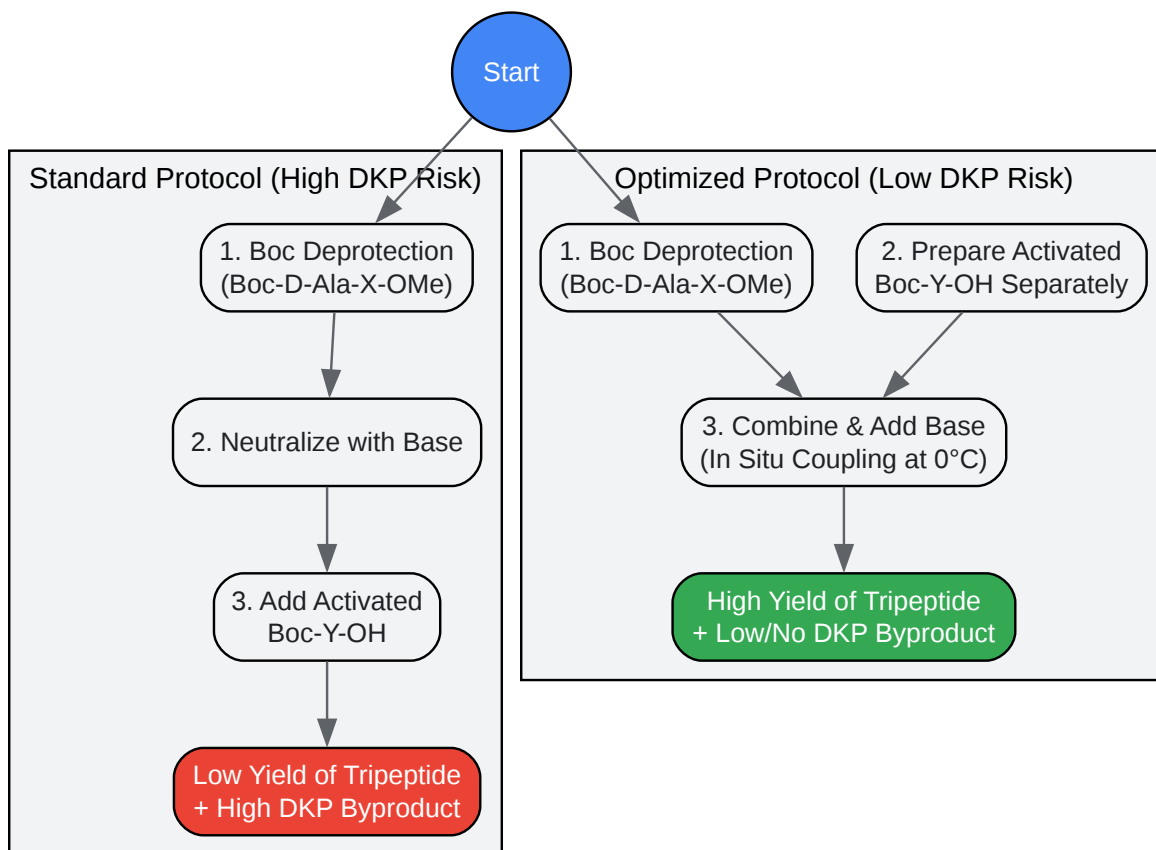 Start
Standard Protocol (High DKP Risk)
1. Boc Deprotection
(Boc-D-Ala-X-OMe)
2. Neutralize with Base
3. Add Activated
Boc-Y-OH
Low Yield of Tripeptide
+ High DKP Byproduct
Optimized Protocol (Low DKP Risk)
1. Boc Deprotection
(Boc-D-Ala-X-OMe)
2. Prepare Activated
Boc-Y-OH Separately
3. Combine & Add Base
(In Situ Coupling at 0°C)
High Yield of Tripeptide
+ Low/No DKP Byproduct